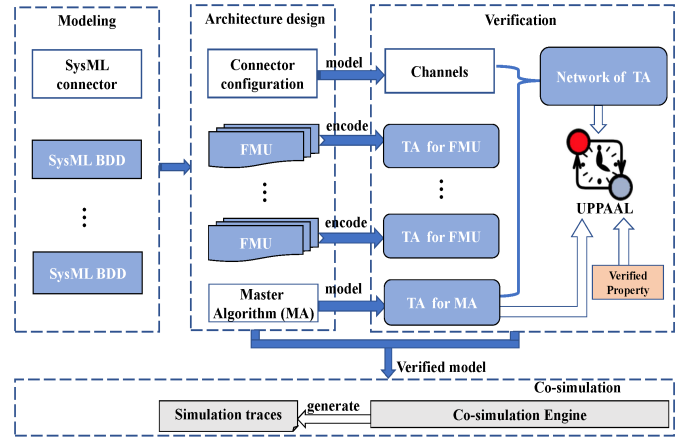 Modeling
SysML
connector
SysML BDD
SysML BDD
Architecture design
Connector
configuration
FMU
FMU
Master
Algorithm (MA)
model
encode
encode
model
Verification
Channels
TA for FMU
TA for FMU
TA for MA
Network of TA
UPPAAL
Verified
Property
Verified model
Co-simulation
Simulation traces
generate
Co-simulation Engine